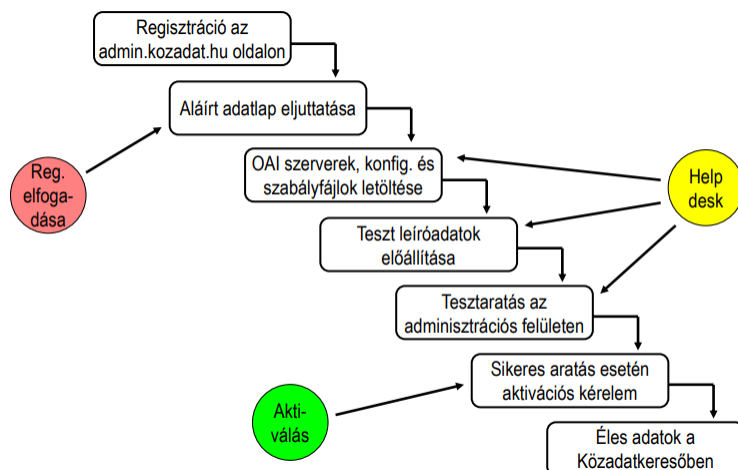 Regisztráció az
admin.kozadat.hu oldalon
Aláírt adatlap eljuttatása
Reg.
elfoga-
dása
OAI szerverek, konfig. és
szabályfájlok letöltése
Help
desk
Teszt leíróadatok
előállítása
Tesztaratás az
adminisztrációs felületen
Sikeres aratás esetén
aktivációs kérelem
Akti-
válás
Éles adatok a
Közadatkeresőben